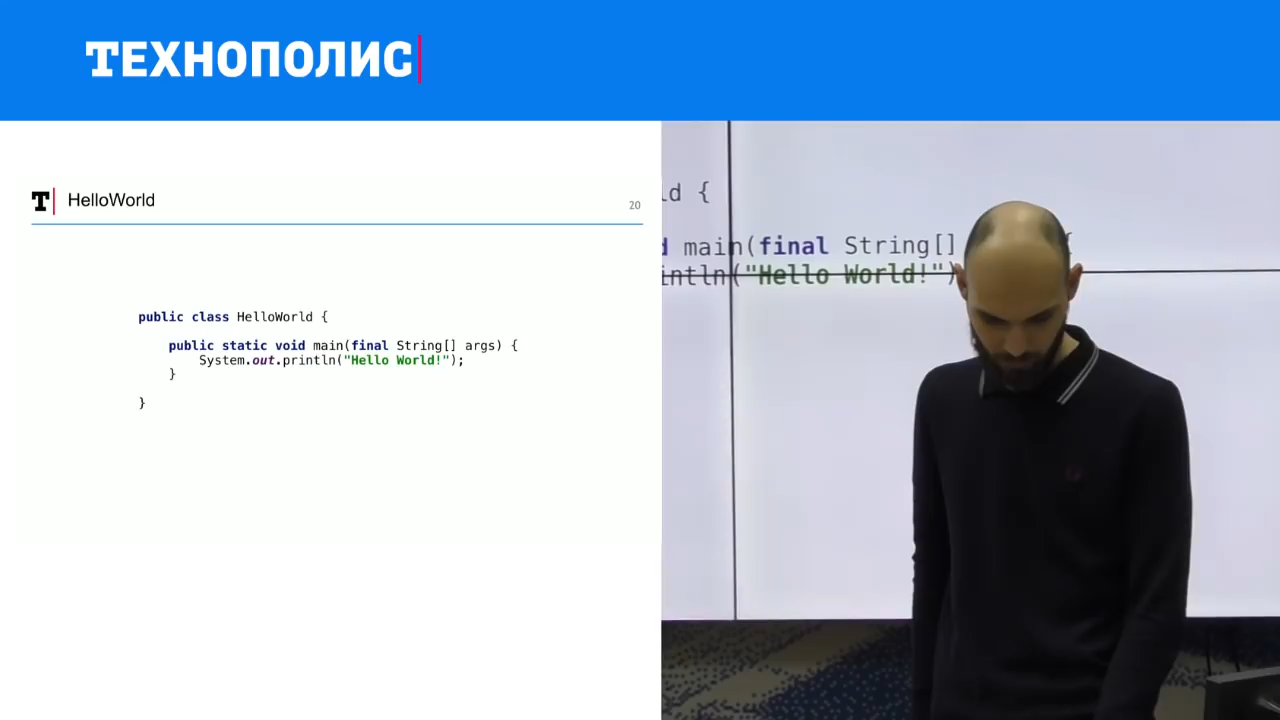 ТЕХНОПОЛИС
T HelloWorld
20
public class HelloWorld {
public static void main(final String[] args) {
System.out.println("Hello World!");
}
}
ld {
d main(final String[] {
intln("Hello World!")